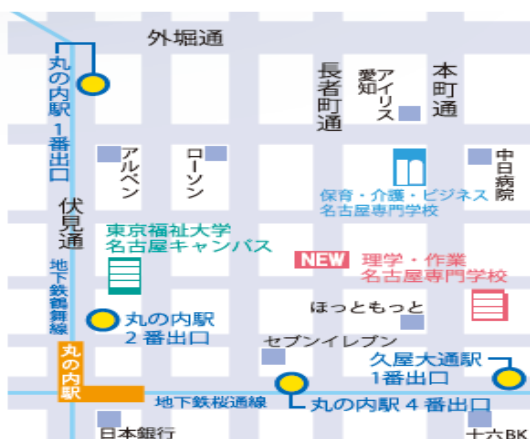 外堀通
丸の内駅
1番出口
長者町通
アイリス
愛知
本町通
アルペン
ローソン
中日病院
保育・介護・ビジネス
名古屋専門学校
伏見通
東京福祉大学
名古屋キャンパス
NEW 理学・作業
名古屋専門学校
地下鉄鶴舞線
ほっともっと
丸の内駅
2番出口
セブンイレブン
久屋大通駅
1番出口
丸の内駅
地下鉄桜通線
丸の内駅4番出口
日本銀行
十六BK